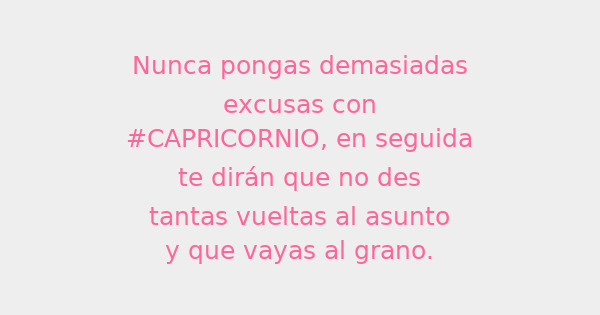 Nunca pongas demasiadas
excusas con
#CAPRICORNIO, en seguida
te dirán que no des
tantas vueltas al asunto
y que vayas al grano.